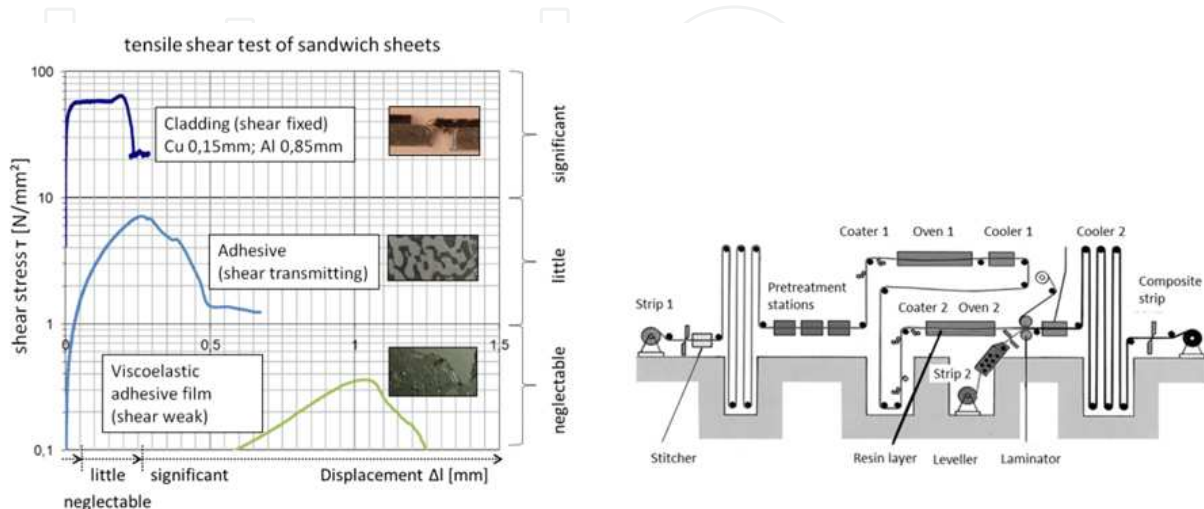 tensile shear test of sandwich sheets
shear stress τ [N/mm²]
100
10
1
0,1
0
0,5
1
1,5
Cladding (shear fixed)
Cu 0,15mm; Al 0,85mm
Adhesive
(shear transmitting)
Viscoelastic
adhesive film
(shear weak)
significant
little
neglectable
little
significant
Displacement Δl [mm]
neglectable
Coater 1
Oven 1
Cooler 1
Cooler 2
Strip 1
Pretreatment
stations
Coater 2
Oven 2
Composite
strip
Strip 2
Stitcher
Resin layer
Leveller
Laminator